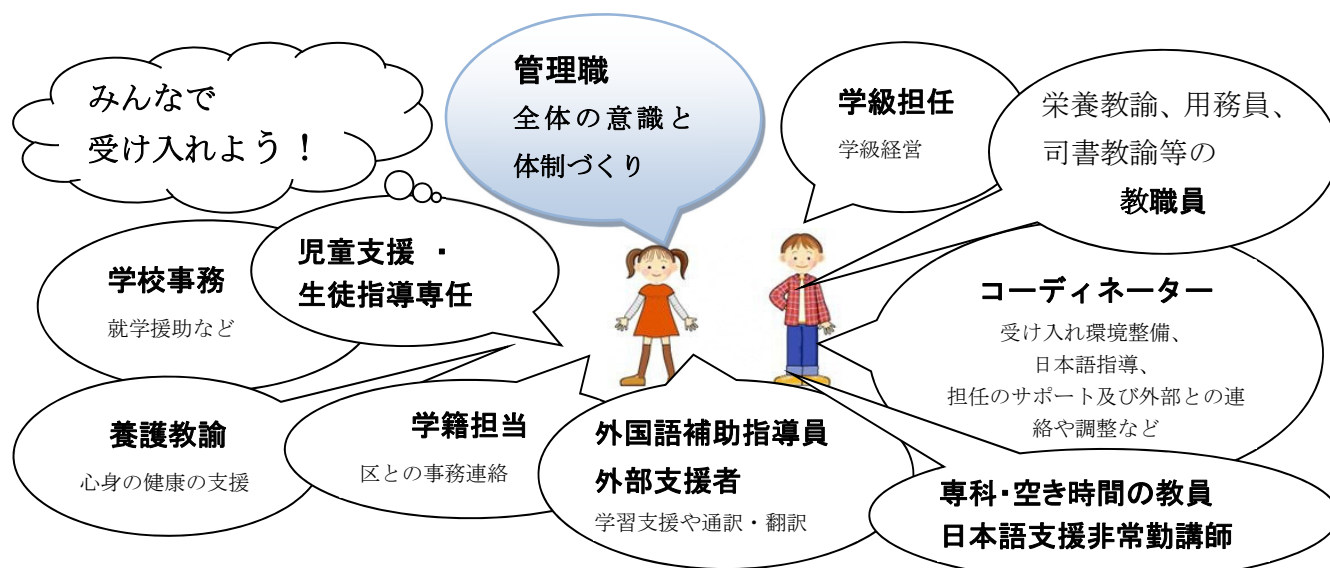 みんなで
受け入れよう！
管理職
全体の意識と
体制づくり
学級担任
学級経営
栄養教諭、用務員、
司書教諭等の
教職員
児童支援 ・
生徒指導専任
学校事務
就学援助など
コーディネーター
受け入れ環境整備、
日本語指導、
担任のサポート及び外部との連
絡や調整など
養護教諭
心身の健康の支援
学籍担当
区との事務連絡
外国語補助指導員
外部支援者
学習支援や通訳・翻訳
専科・空き時間の教員
日本語支援非常勤講師